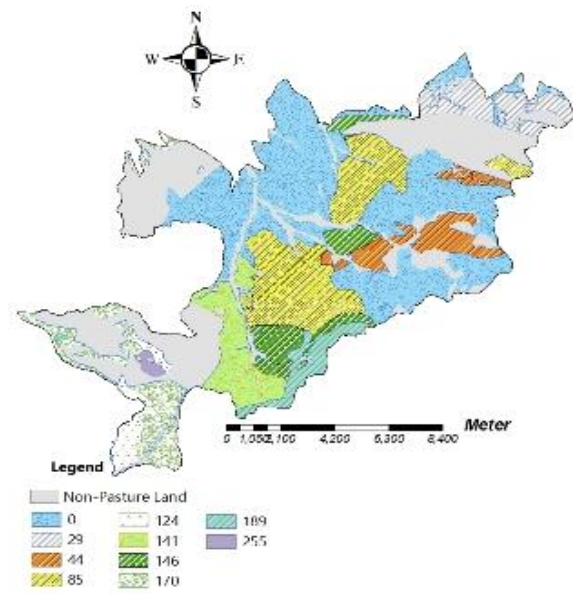 N
W E
S
Meter
0 1,050 2,100 4,200 6,300 8,400
Legend
Non-Pasture Land
0 124 189
29 141 255
44 146
85 170